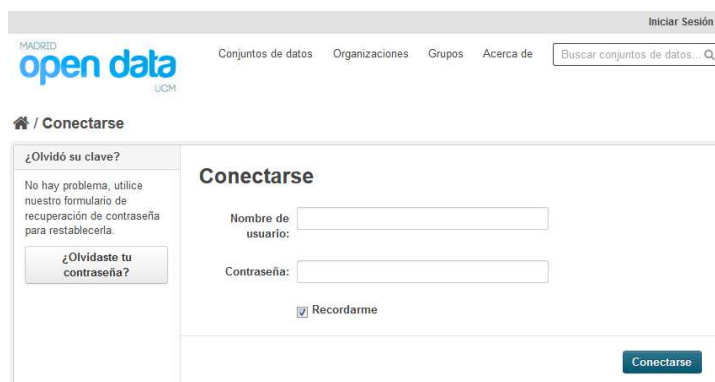 Iniciar Sesión
MADRID
open data
UCM
Conjuntos de datos Organizaciones Grupos Acerca de Buscar conjuntos de datos...
/ Conectarse
¿Olvidó su clave?
No hay problema, utilice
nuestro formulario de
recuperación de contraseña
para restablecerla.
¿Olvidaste tu
contraseña?
Conectarse
Nombre de
usuario:
Contraseña:
Recordarme
Conectarse